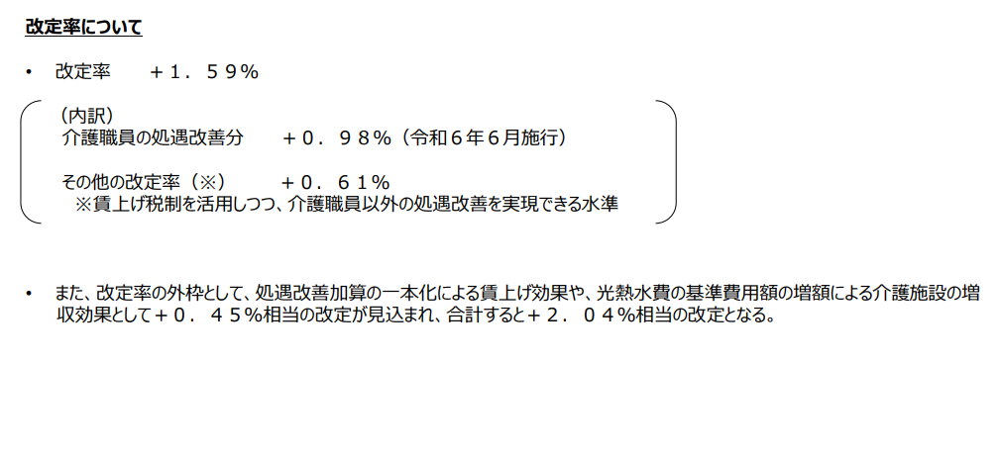 改定率について
• 改定率　　＋１．５９％
（内訳）
介護職員の処遇改善分　　＋０．９８％（令和６年６月施行）
その他の改定率（※）　　　＋０．６１％
※賃上げ税制を活用しつつ、介護職員以外の処遇改善を実現できる水準
• また、改定率の外枠として、処遇改善加算の一本化による賃上げ効果や、光熱水費の基準費用額の増額による介護施設の増
収効果として＋０．４５％相当の改定が見込まれ、合計すると＋２．０４％相当の改定となる。